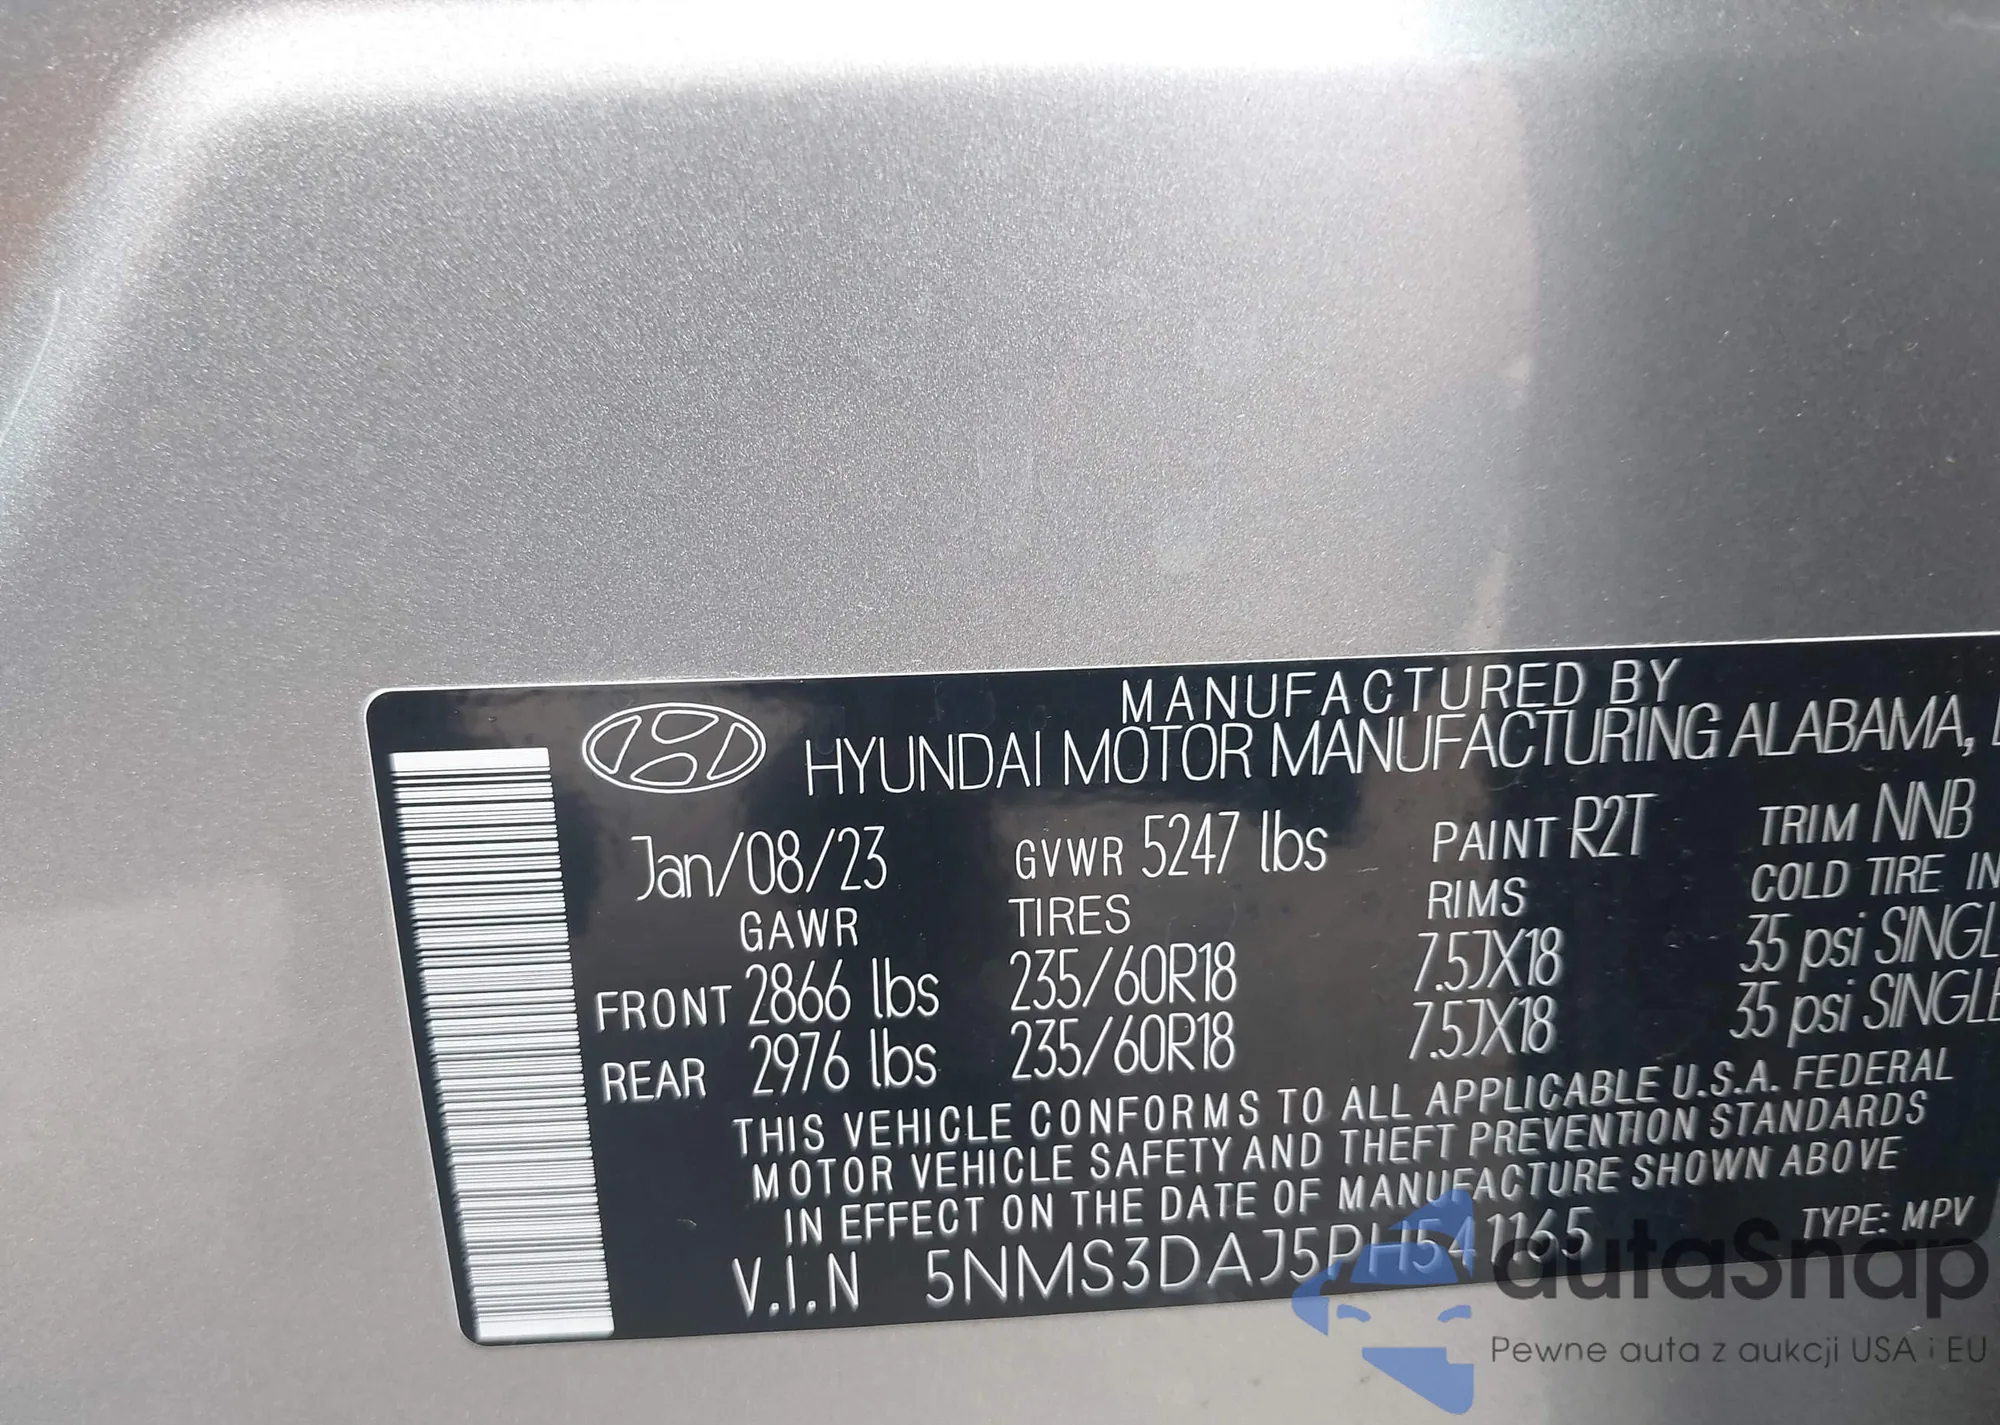 MANUFACTURED BY
HYUNDAI MOTOR MANUFACTURING ALABAMA,
Jan/08/23 GVWR 5247 lbs PAINT R2T TRIM NNB
GAWR TIRES RIMS COLD TIRE
FRONT 2866 lbs 235/60R18 7.5JX18 35 psi SINGL
REAR 2976 lbs 235/60R18 7.5JX18 35 psi SINGLE
THIS VEHICLE CONFORMS TO ALL APPLICABLE U.S.A. FEDERAL
MOTOR VEHICLE SAFETY AND THEFT PREVENTION STANDARDS
IN EFFECT ON THE DATE OF MANUFACTURE SHOWN ABOVE
V.I.N 5NMS3DAJ5PH541165 TYPE: MPV
autaSnap
Pewne auta z aukcji USA i EU